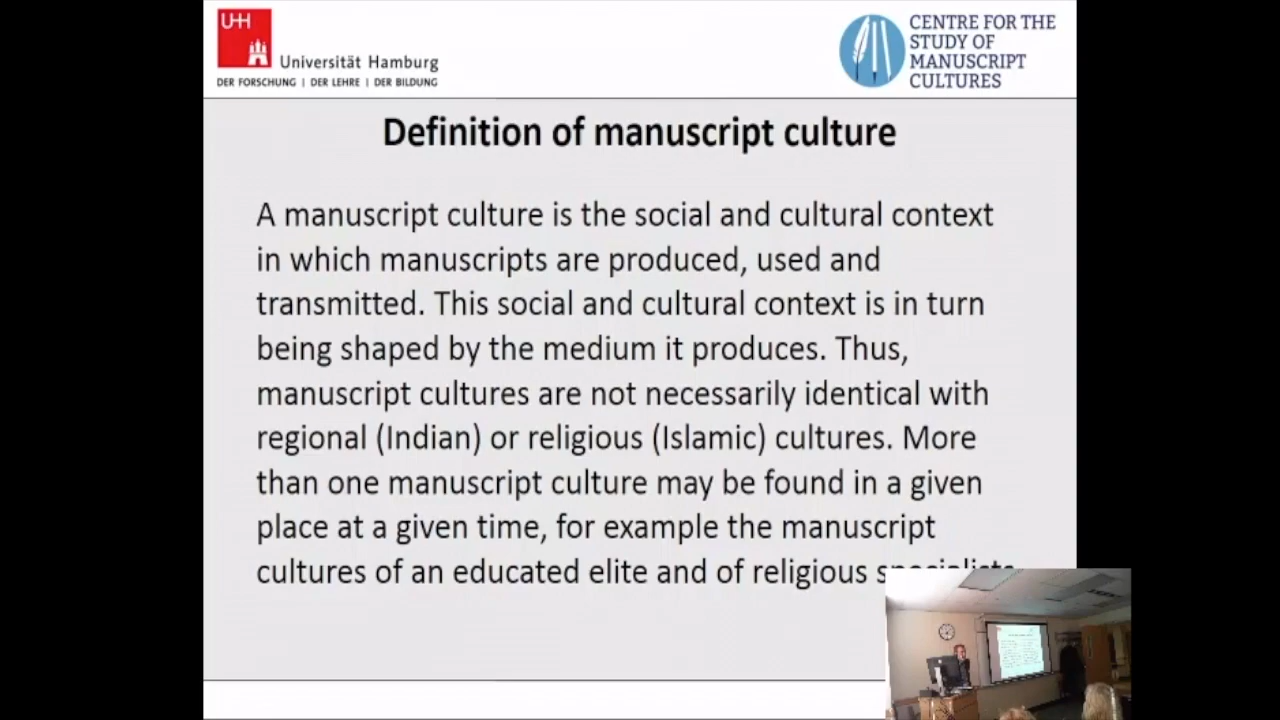 UHH
Universität Hamburg
DER FORSCHUNG | DER LEHRE | DER BILDUNG
CENTRE FOR THE
STUDY OF
MANUSCRIPT
CULTURES
Definition of manuscript culture
A manuscript culture is the social and cultural context
in which manuscripts are produced, used and
transmitted. This social and cultural context is in turn
being shaped by the medium it produces. Thus,
manuscript cultures are not necessarily identical with
regional (Indian) or religious (Islamic) cultures. More
than one manuscript culture may be found in a given
place at a given time, for example the manuscript
cultures of an educated elite and of religious specialists